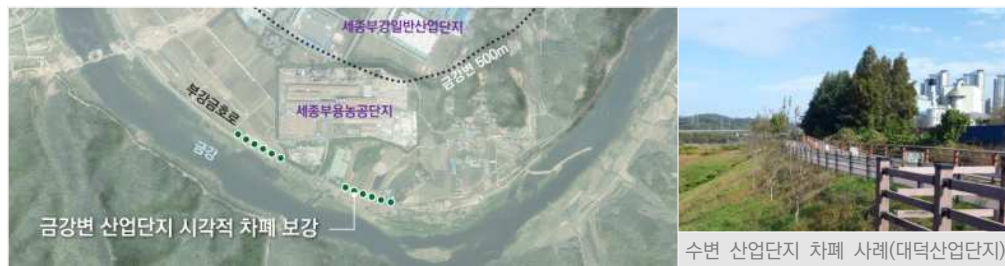 세종부강일반산업단지
금강변 500m
세종부용농공단지
부강금호로
금강
금강변 산업단지 시각적 차폐 보강
수변 산업단지 차폐 사례(대덕산업단지)